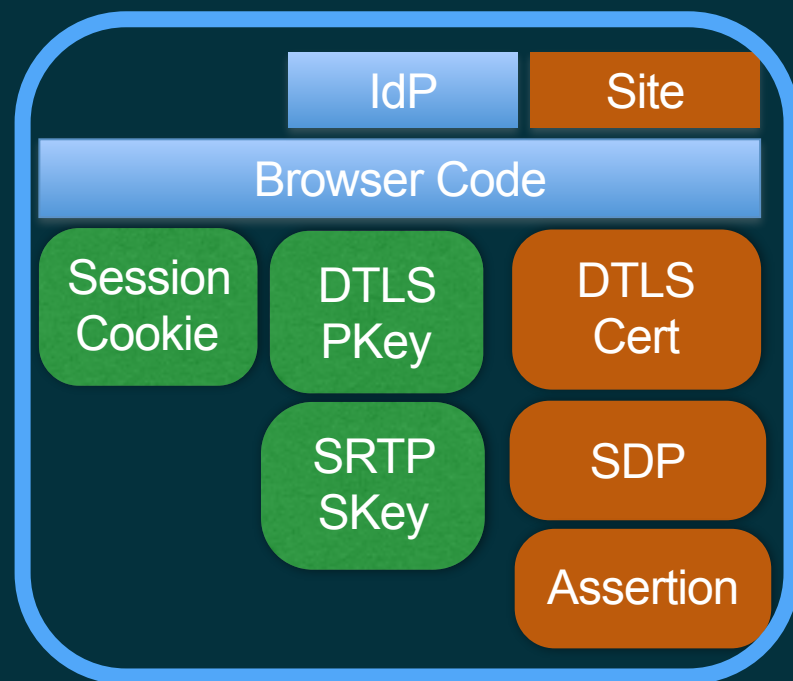 IdP
Site
Browser Code
Session
Cookie
DTLS
PKey
DTLS
Cert
SRTP
SKey
SDP
Assertion